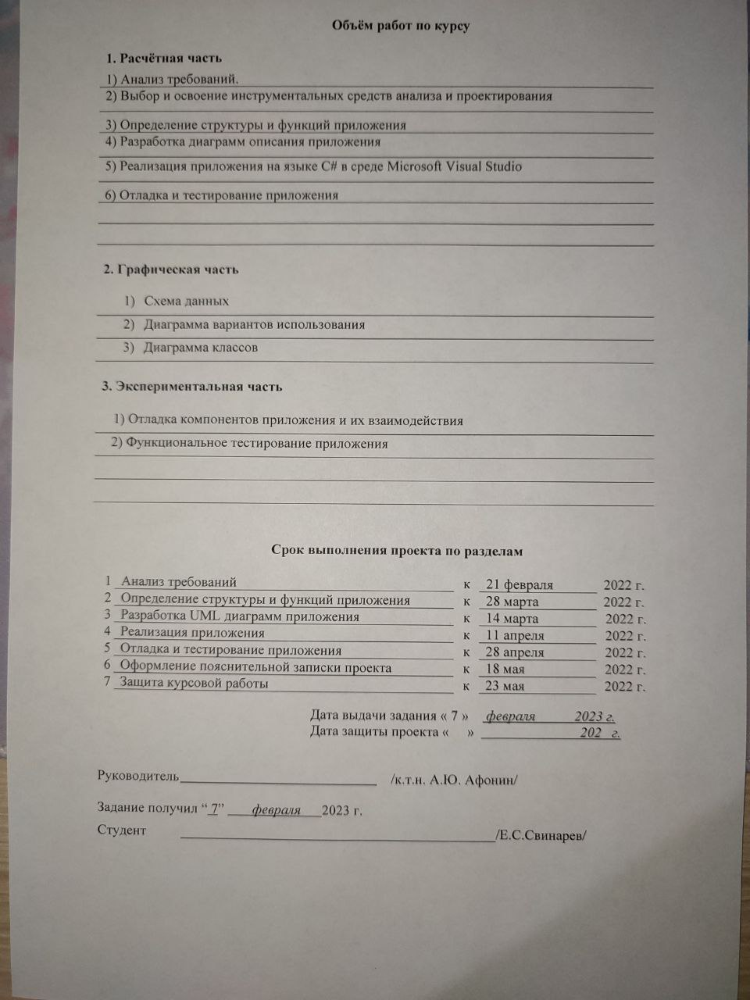 Объём работ по курсу
1. Расчётная часть
1) Анализ требований.
2) Выбор и освоение инструментальных средств анализа и проектирования
3) Определение структуры и функций приложения
4) Разработка диаграмм описания приложения
5) Реализация приложения на языке C# в среде Microsoft Visual Studio
6) Отладка и тестирование приложения
2. Графическая часть
1) Схема данных
2) Диаграмма вариантов использования
3) Диаграмма классов
3. Экспериментальная часть
1) Отладка компонентов приложения и их взаимодействия
2) Функциональное тестирование приложения
Срок выполнения проекта по разделам
1 Анализ требований к 21 февраля 2022 г.
2 Определение структуры и функций приложения к 28 марта 2022 г.
3 Разработка UML диаграмм приложения к 14 марта 2022 г.
4 Реализация приложения к 11 апреля 2022 г.
5 Отладка и тестирование приложения к 28 апреля 2022 г.
6 Оформление пояснительной записки проекта к 18 мая 2022 г.
7 Защита курсовой работы к 23 мая 2022 г.
Дата выдачи задания « 7 » февраля 2023 г.
Дата защиты проекта « » 202 г.
Руководитель /к.т.н. А.Ю. Афонин/
Задание получил “ 7” февраля 2023 г.
Студент /Е.С.Свинарев/